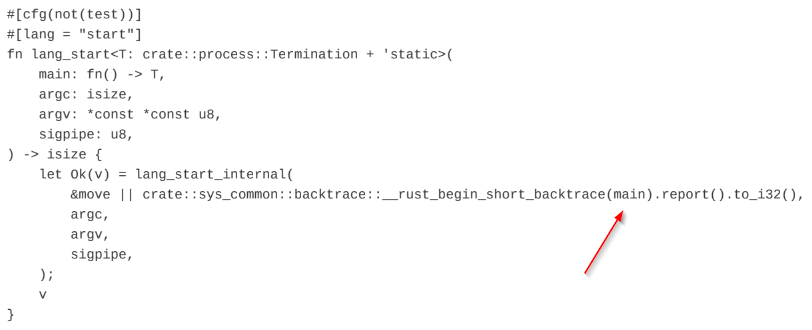 #[cfg(not(test))]
#[lang = "start"]
fn lang_start<T: crate::process::Termination + 'static>(
    main: fn() -> T,
    argc: isize,
    argv: *const *const u8,
    sigpipe: u8,
) -> isize {
    let Ok(v) = lang_start_internal(
        &move || crate::sys_common::backtrace::__rust_begin_short_backtrace(main).report().to_i32(),
        argc,
        argv,
        sigpipe,
    );
    v
}